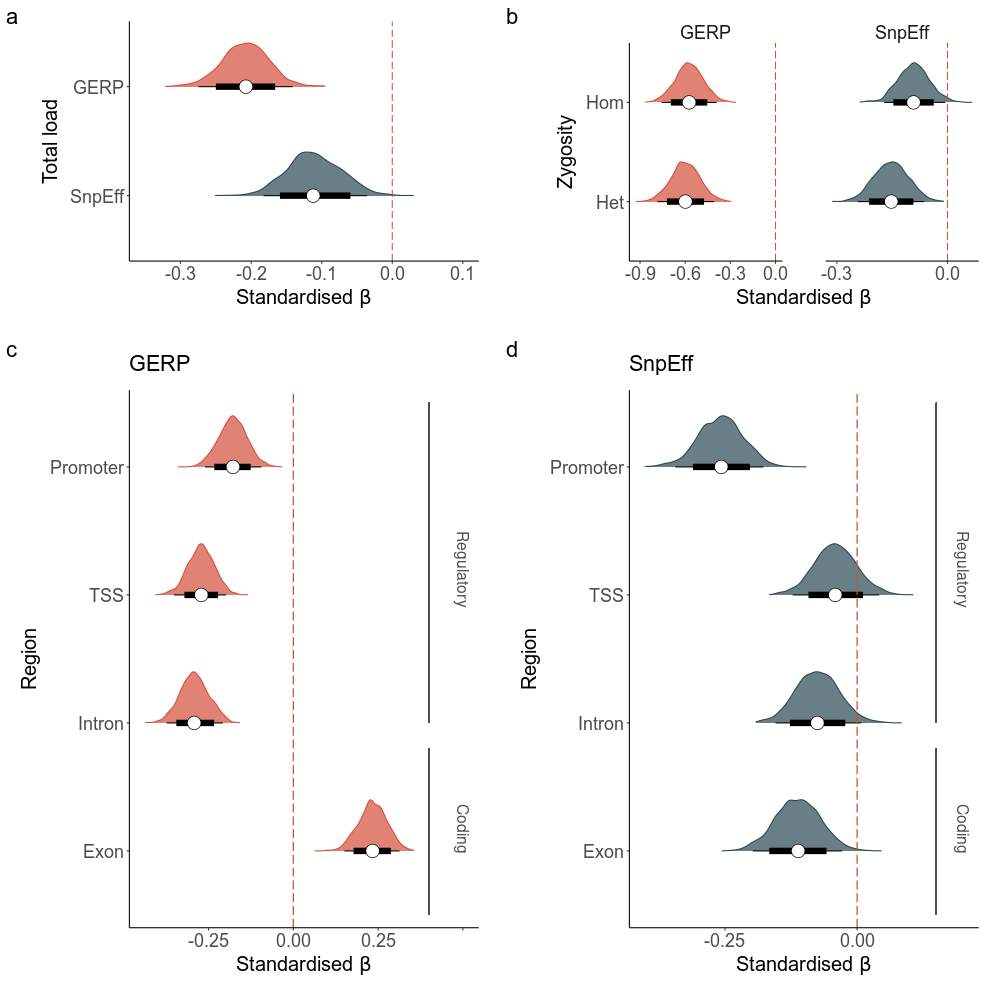 a
Total load
GERP
SnpEff
-0.3 -0.2 -0.1 0.0 0.1
Standardised β
b
GERP SnpEff
Zygosity
Hom
Het
-0.9 -0.6 -0.3 0.0 -0.3 0.0
Standardised β
c
GERP
Region
Promoter
TSS
Intron
Exon
Regulatory
Coding
-0.25 0.00 0.25
Standardised β
d
SnpEff
Region
Promoter
TSS
Intron
Exon
Regulatory
Coding
-0.25 0.00
Standardised β